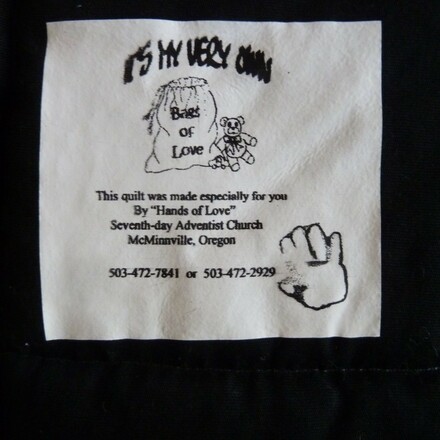 IT'S MY VERY OWN
Bags
of
Love
This quilt was made especially for you
By "Hands of Love"
Seventh-day Adventist Church
McMinnville, Oregon
503-472-7841 or 503-472-2929